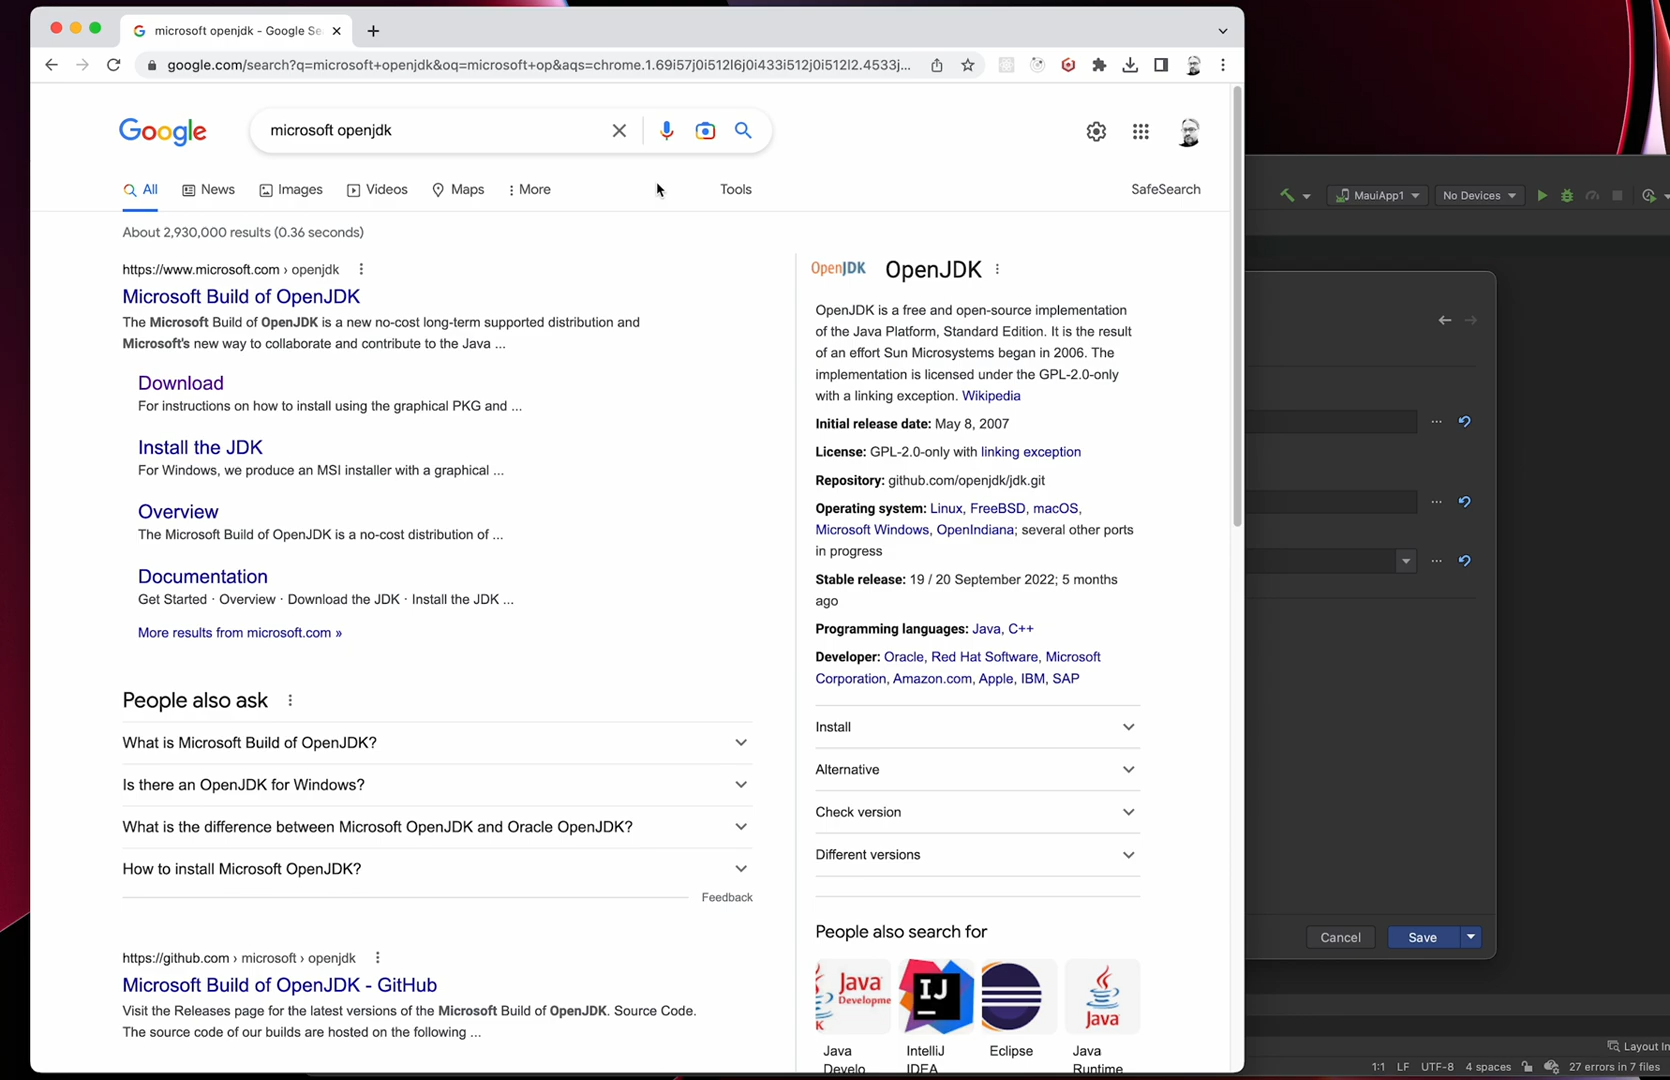 microsoft openjdk - Google Se
google.com/search?q=microsoft+openjdk&oq=microsoft+op&aqs=chrome.1.69i57j0i512l6j0i433i512j0i512l2.4533j...
Google
microsoft openjdk
All
News
Images
Videos
Maps
More
Tools
SafeSearch
About 2,930,000 results (0.36 seconds)
https://www.microsoft.com › openjdk
Microsoft Build of OpenJDK
The Microsoft Build of OpenJDK is a new no-cost long-term supported distribution and
Microsoft's new way to collaborate and contribute to the Java ...
Download
For instructions on how to install using the graphical PKG and ...
Install the JDK
For Windows, we produce an MSI installer with a graphical ...
Overview
The Microsoft Build of OpenJDK is a no-cost distribution of ...
Documentation
Get Started · Overview · Download the JDK · Install the JDK ...
More results from microsoft.com »
People also ask
What is Microsoft Build of OpenJDK?
Is there an OpenJDK for Windows?
What is the difference between Microsoft OpenJDK and Oracle OpenJDK?
How to install Microsoft OpenJDK?
Feedback
https://github.com › microsoft › openjdk
Microsoft Build of OpenJDK - GitHub
Visit the Releases page for the latest versions of the Microsoft Build of OpenJDK. Source Code.
The source code of our builds are hosted on the following ...
OpenJDK
OpenJDK
OpenJDK is a free and open-source implementation
of the Java Platform, Standard Edition. It is the result
of an effort Sun Microsystems began in 2006. The
implementation is licensed under the GPL-2.0-only
with a linking exception. Wikipedia
Initial release date: May 8, 2007
License: GPL-2.0-only with linking exception
Repository: github.com/openjdk/jdk.git
Operating system: Linux, FreeBSD, macOS,
Microsoft Windows, OpenIndiana; several other ports
in progress
Stable release: 19 / 20 September 2022; 5 months
ago
Programming languages: Java, C++
Developer: Oracle, Red Hat Software, Microsoft
Corporation, Amazon.com, Apple, IBM, SAP
Install
Alternative
Check version
Different versions
People also search for
Java
Developme
K
IJ
Java
Java
Develo
IntelliJ
IDEA
Eclipse
Java
Runtime
MauiApp1
No Devices
Cancel
Save
Layout In
1:1 LF UTF-8 4 spaces 27 errors in 7 files